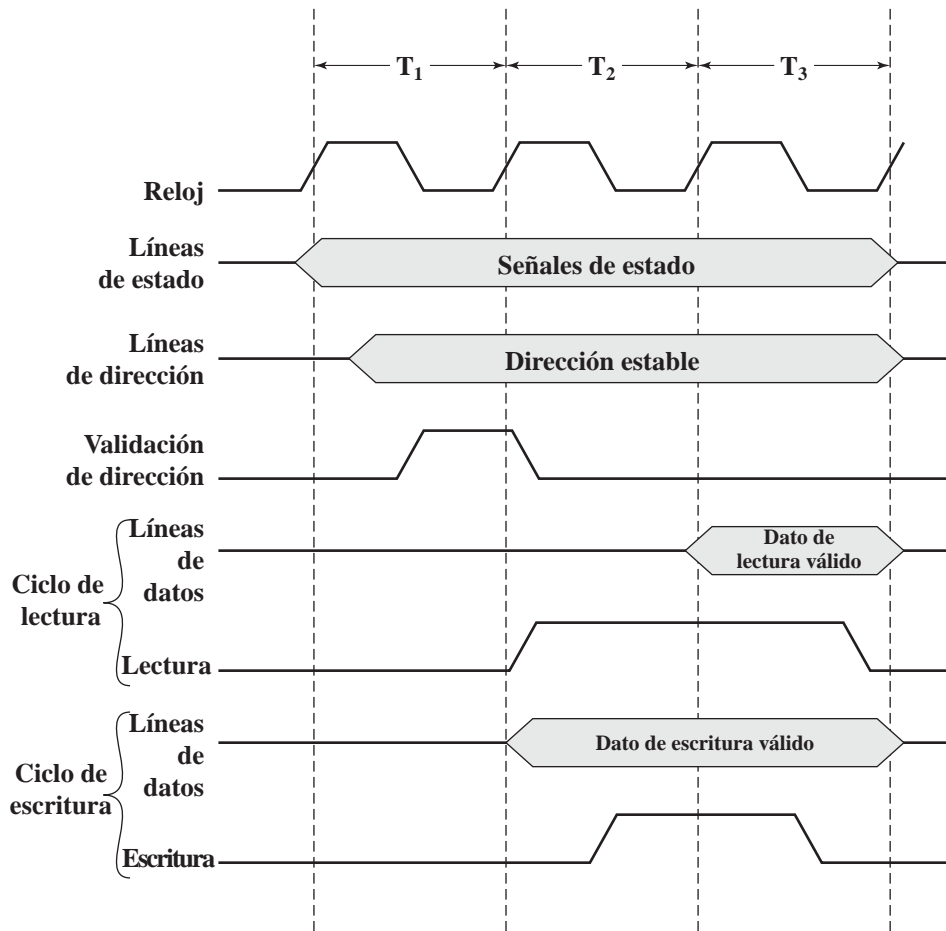 T1
T2
T3
Reloj
Líneas
de estado
Señales de estado
Líneas
de dirección
Dirección estable
Validación
de dirección
Ciclo de
lectura
Líneas
de
datos
Dato de
lectura válido
Lectura
Ciclo de
escritura
Líneas
de
datos
Dato de escritura válido
Escritura